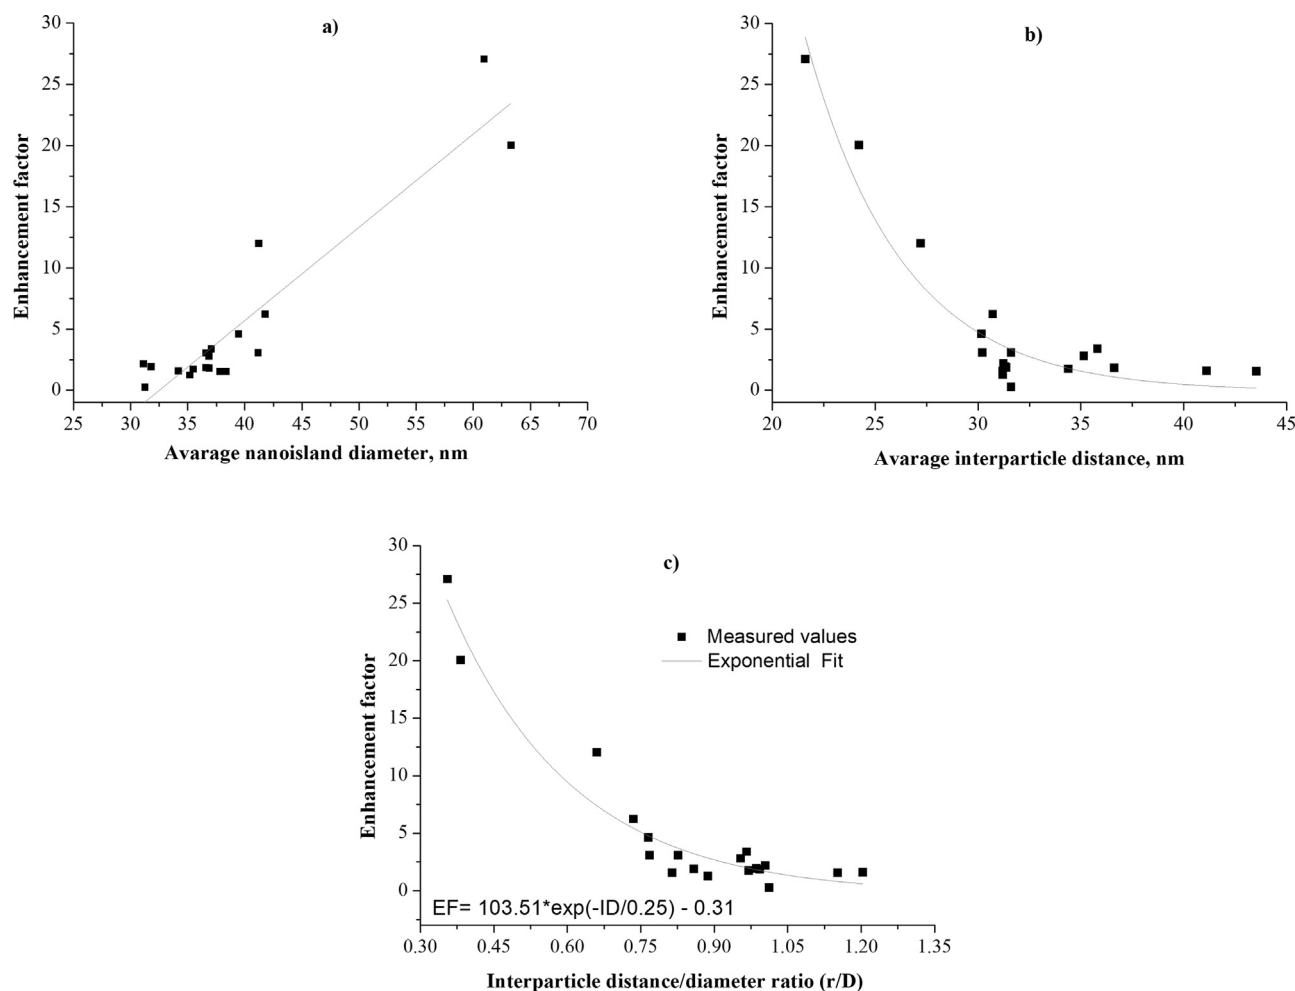 a)
30
25
20
15
10
5
0
Enhancement factor
25 30 35 40 45 50 55 60 65 70
Avarage nanoisland diameter, nm
b)
30
25
20
15
10
5
0
Enhancement factor
20 25 30 35 40 45
Avarage interparticle distance, nm
c)
30
25
20
15
10
5
0
Enhancement factor
Measured values
Exponential Fit
EF= 103.51*exp(-ID/0.25) - 0.31
0.30 0.45 0.60 0.75 0.90 1.05 1.20 1.35
Interparticle distance/diameter ratio (r/D)